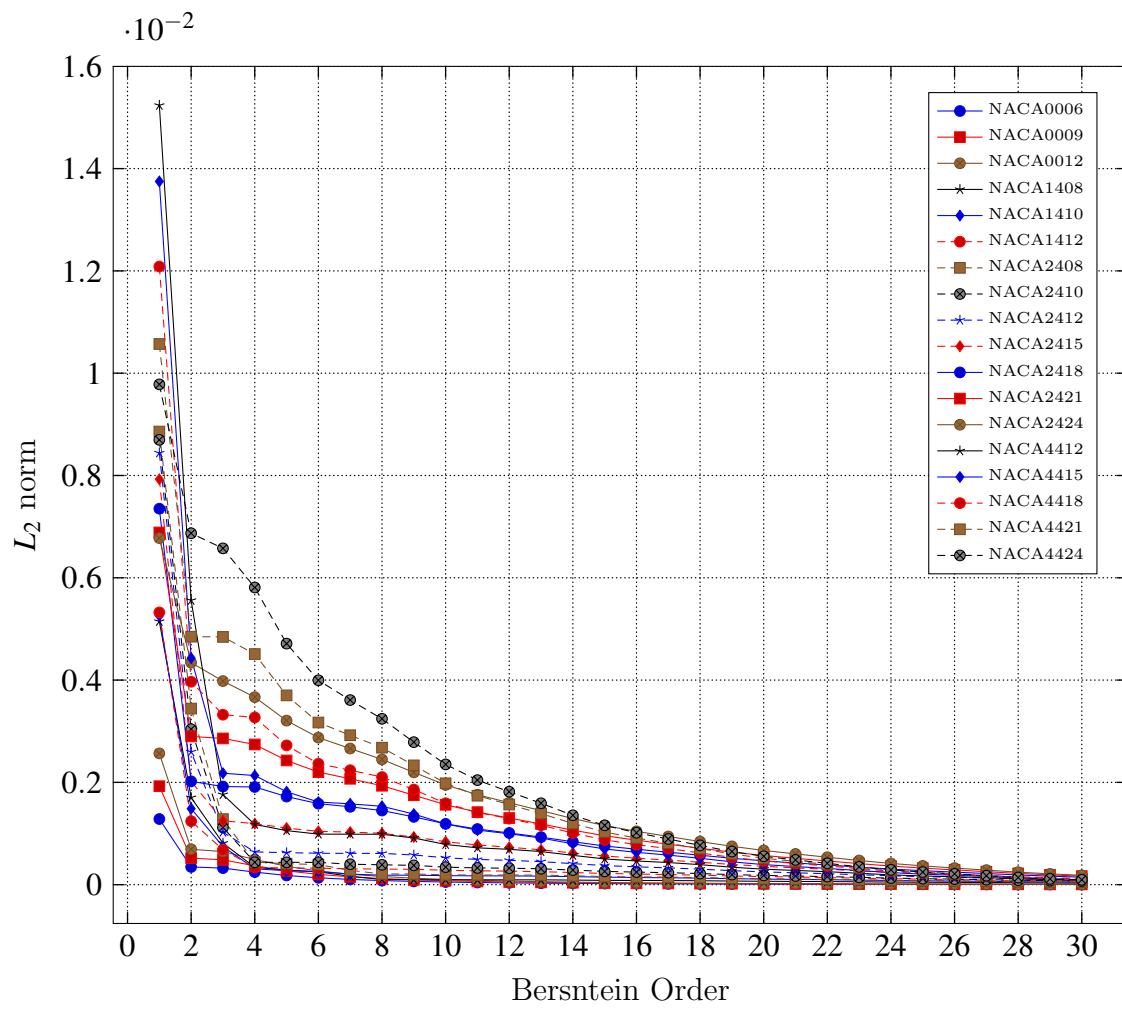 ·10−2
1.6
1.4
1.2
1
0.8
0.6
0.4
0.2
0
L2 norm
NACA0006
NACA0009
NACA0012
NACA1408
NACA1410
NACA1412
NACA2408
NACA2410
NACA2412
NACA2415
NACA2418
NACA2421
NACA2424
NACA4412
NACA4415
NACA4418
NACA4421
NACA4424
0 2 4 6 8 10 12 14 16 18 20 22 24 26 28 30
Bersntein Order